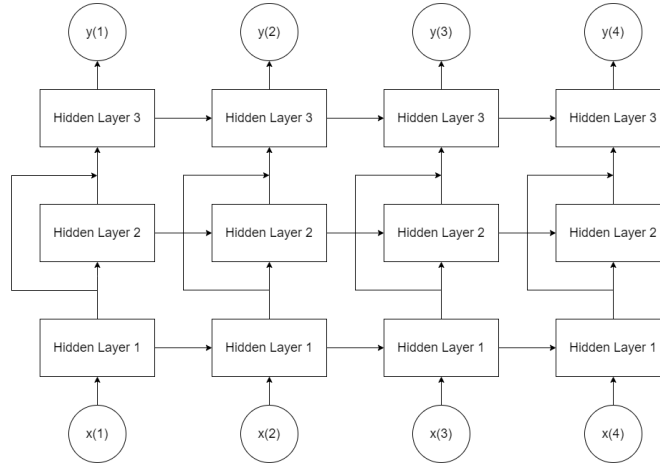 y(1) y(2) y(3) y(4)
Hidden Layer 3 Hidden Layer 3 Hidden Layer 3 Hidden Layer 3
Hidden Layer 2 Hidden Layer 2 Hidden Layer 2 Hidden Layer 2
Hidden Layer 1 Hidden Layer 1 Hidden Layer 1 Hidden Layer 1
x(1) x(2) x(3) x(4)